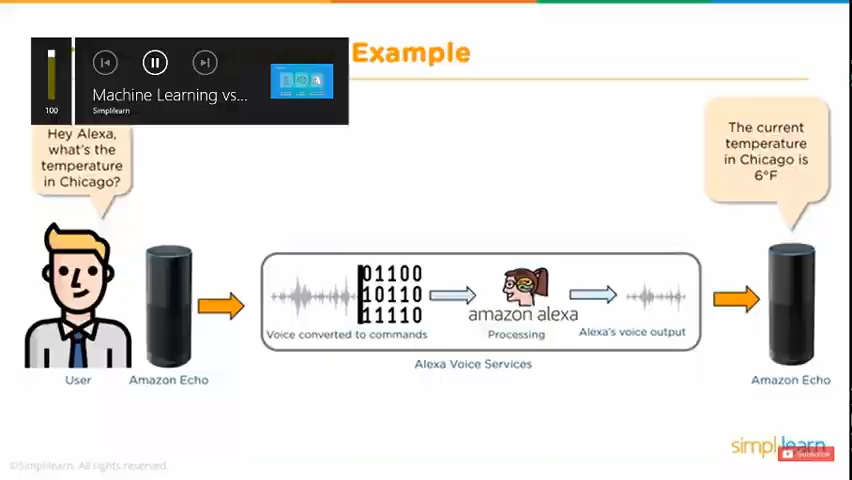 Example
100
Machine Learning vs...
Simplilearn
Hey Alexa,
what's the
temperature
in Chicago?
The current
temperature
in Chicago is
6°F
01100
10110
11110
amazon alexa
Voice converted to commands
Processing
Alexa's voice output
Alexa Voice Services
User
Amazon Echo
Amazon Echo
simplilearn
Subscribe
©Simplilearn. All rights reserved.